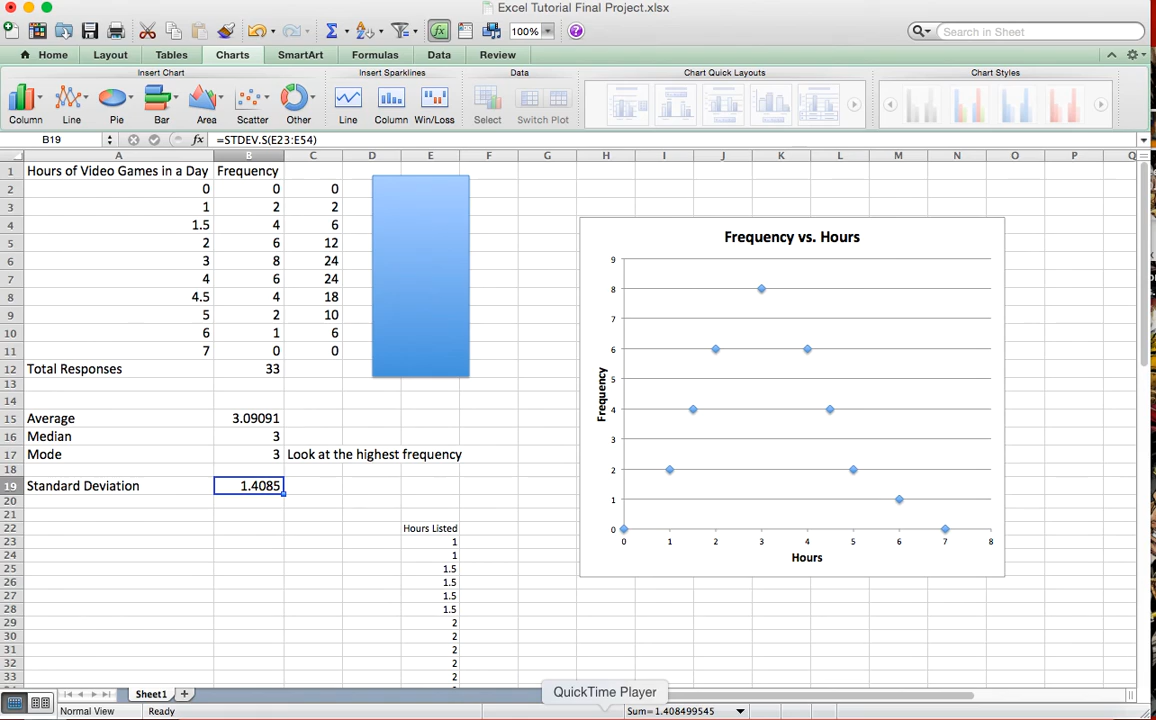 Excel Tutorial Final Project.xlsx
100%
Search in Sheet
Home Layout Tables Charts SmartArt Formulas Data Review
Insert Chart Insert Sparklines Data Chart Quick Layouts Chart Styles
Column Line Pie Bar Area Scatter Other Line Column Win/Loss Select Switch Plot
B19 fx =STDEV.S(E23:E54)
A B C D E F G H I J K L M N O P Q
1 Hours of Video Games in a Day Frequency
2 0 0 0
3 1 2 2
4 1.5 4 6
5 2 6 12
6 3 8 24
7 4 6 24
8 4.5 4 18
9 5 2 10
10 6 1 6
11 7 0 0
12 Total Responses 33
13
14
15 Average 3.09091
16 Median 3
17 Mode 3 Look at the highest frequency
18
19 Standard Deviation 1.4085
20
21
22 Hours Listed
23 1
24 1
25 1.5
26 1.5
27 1.5
28 1.5
29 2
30 2
31 2
32 2
33 2
Frequency vs. Hours
9
8
7
6
5
4
3
2
1
0
Frequency
0 1 2 3 4 5 6 7 8
Hours
Sheet1
QuickTime Player
Normal View Ready Sum=1.408499545